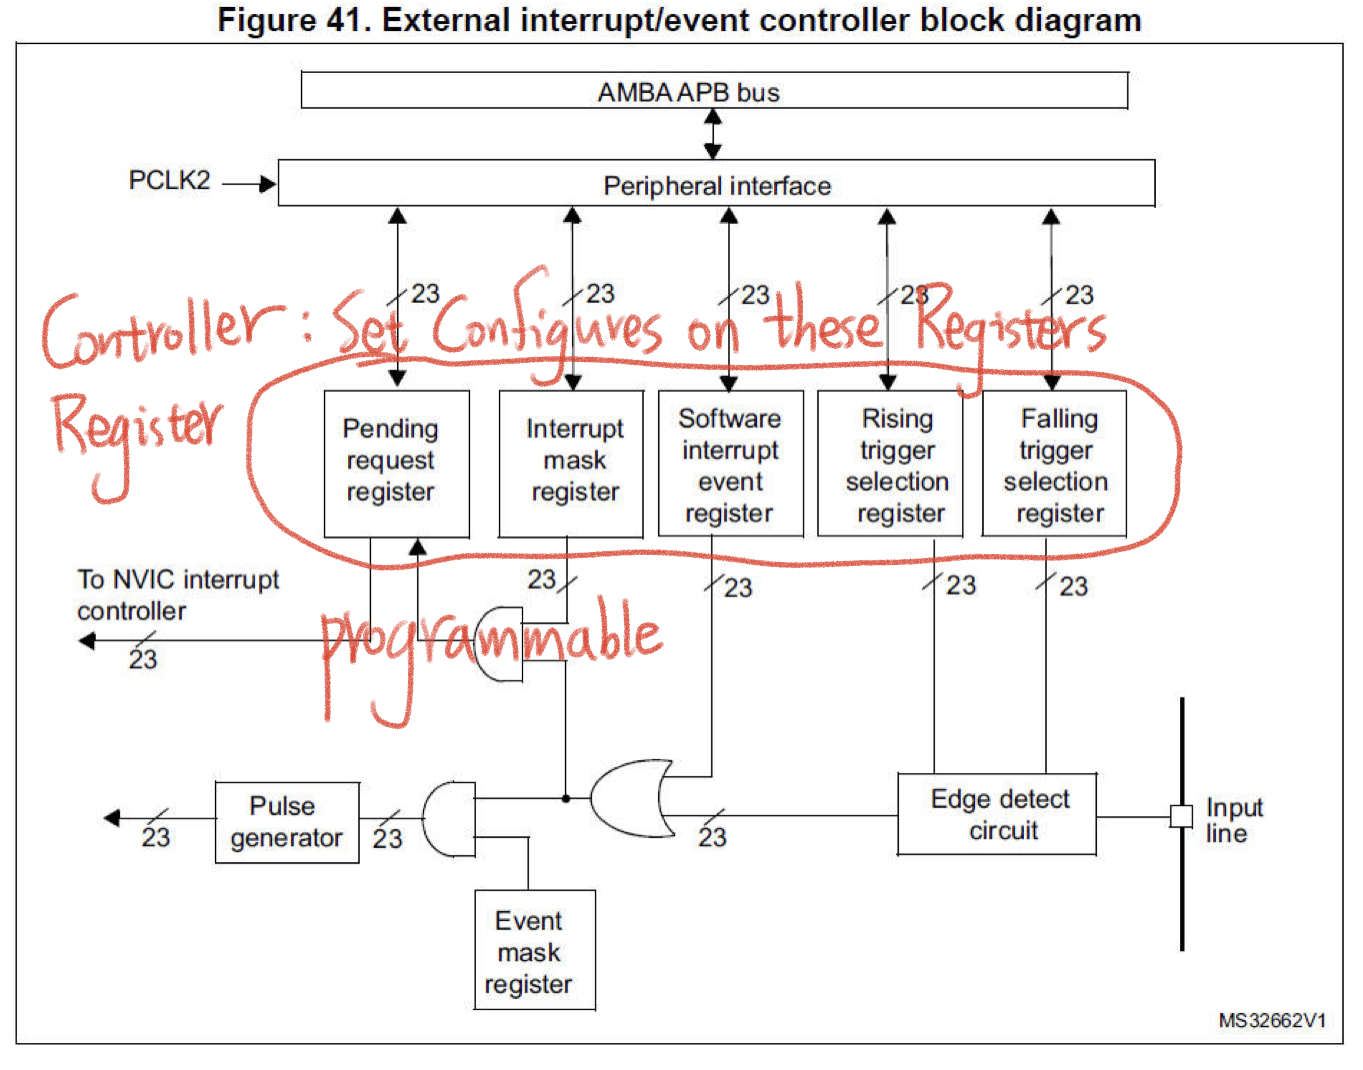 Figure 41. External interrupt/event controller block diagram
AMBA APB bus
PCLK2
Peripheral interface
23
23
23
23
23
Controller : Set Configures on these Registers
Register
Pending
request
register
Interrupt
mask
register
Software
interrupt
event
register
Rising
trigger
selection
register
Falling
trigger
selection
register
To NVIC interrupt
controller
23
23
23
23
23
programmable
Pulse
generator
23
23
23
Edge detect
circuit
Input
line
Event
mask
register
MS32662V1